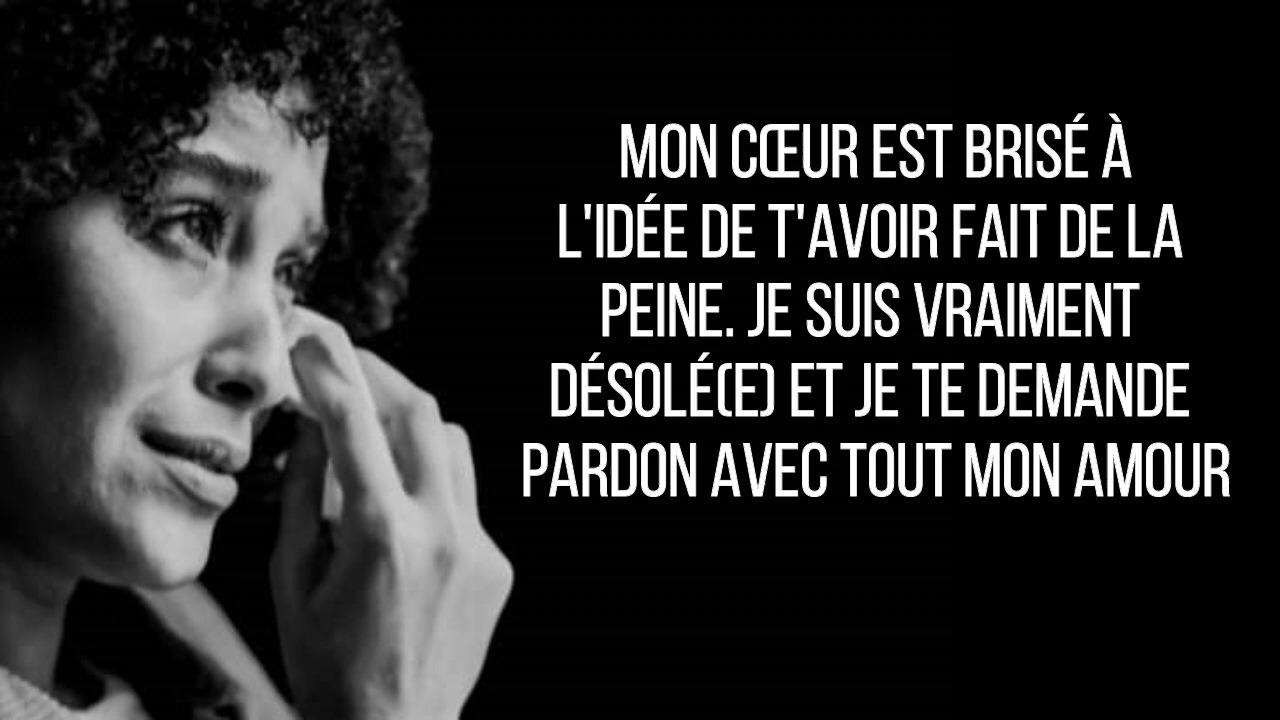 MON CŒUR EST BRISÉ À
L'IDÉE DE T'AVOIR FAIT DE LA
PEINE. JE SUIS VRAIMENT
DÉSOLÉ(E) ET JE TE DEMANDE
PARDON AVEC TOUT MON AMOUR